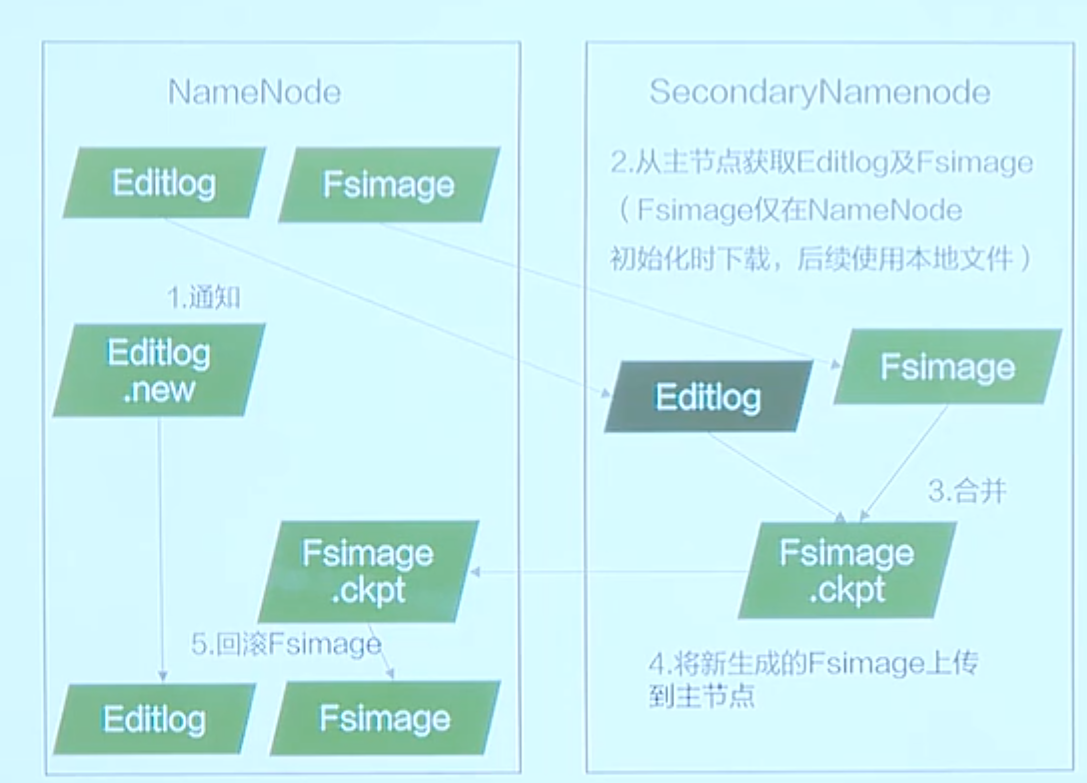 NameNode
Editlog
Fsimage
1.通知
Editlog
.new
Fsimage
.ckpt
5.回滚Fsimage
Editlog
Fsimage
SecondaryNamenode
2.从主节点获取Editlog及Fsimage
（Fsimage仅在NameNode
初始化时下载，后续使用本地文件）
Editlog
Fsimage
3.合并
Fsimage
.ckpt
4.将新生成的Fsimage上传
到主节点